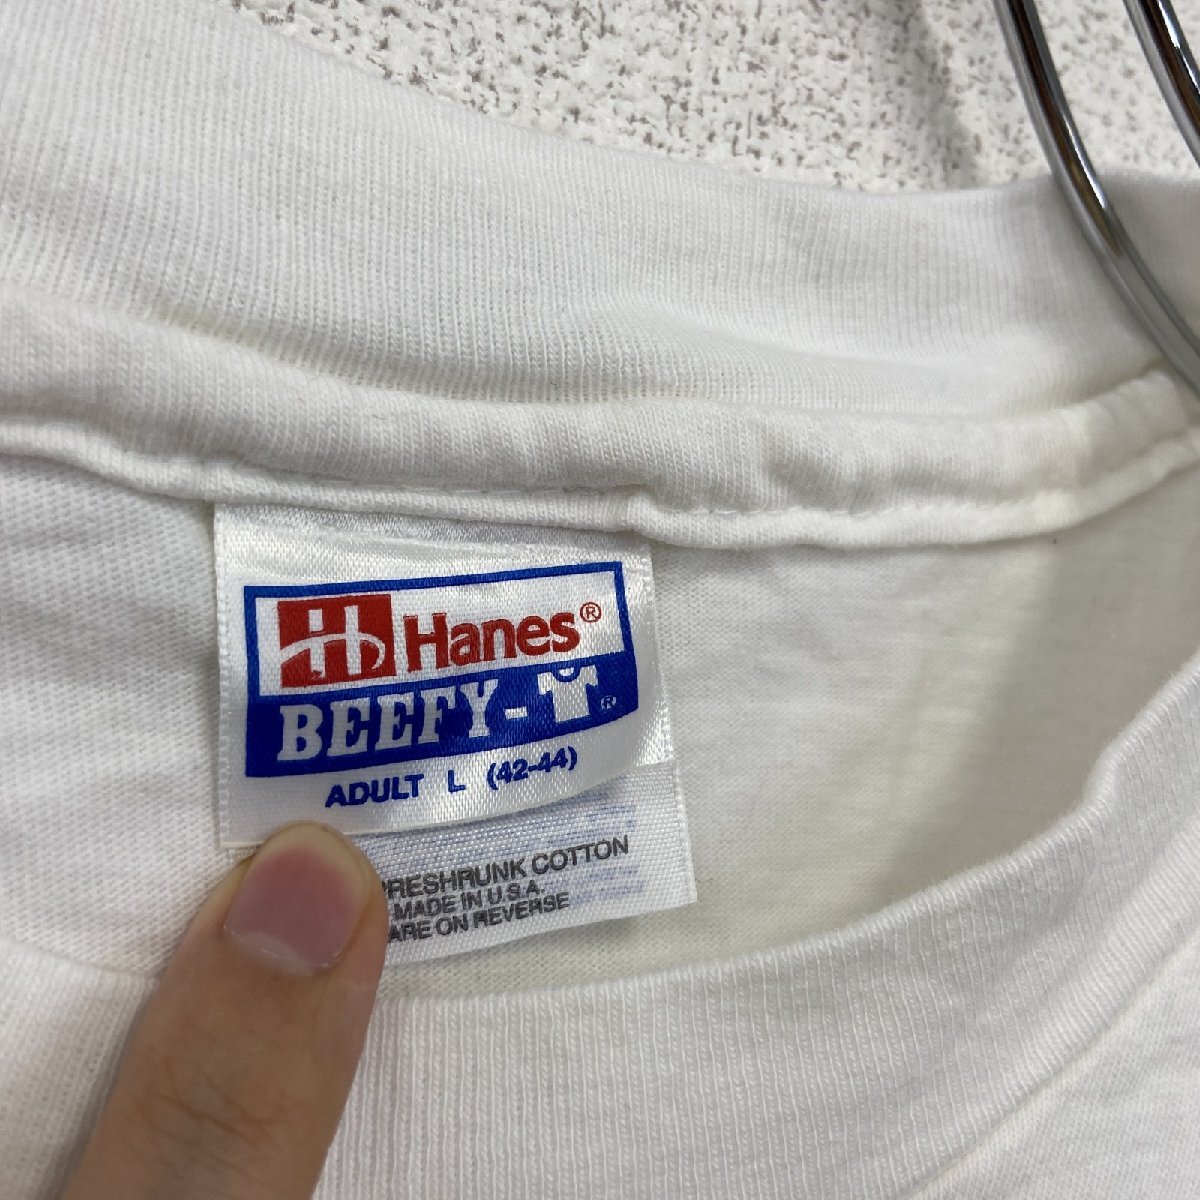 Hanes®
BEEFY-T®
ADULT L (42-44)
PRESHRUNK COTTON
MADE IN U.S.A.
ARE ON REVERSE